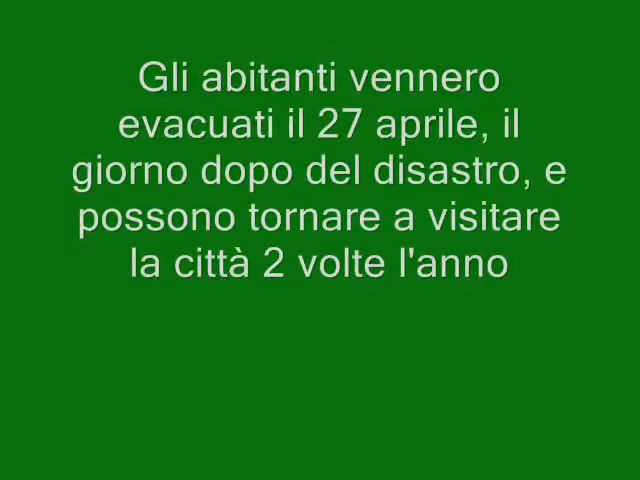 Gli abitanti vennero
evacuati il 27 aprile, il
giorno dopo del disastro, e
possono tornare a visitare
la città 2 volte l'anno